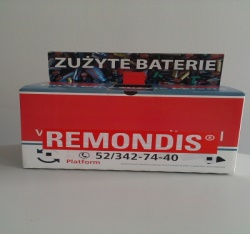 ZUŻYTE BATERIE
REMONDIS®
52/342-74-40
Platform